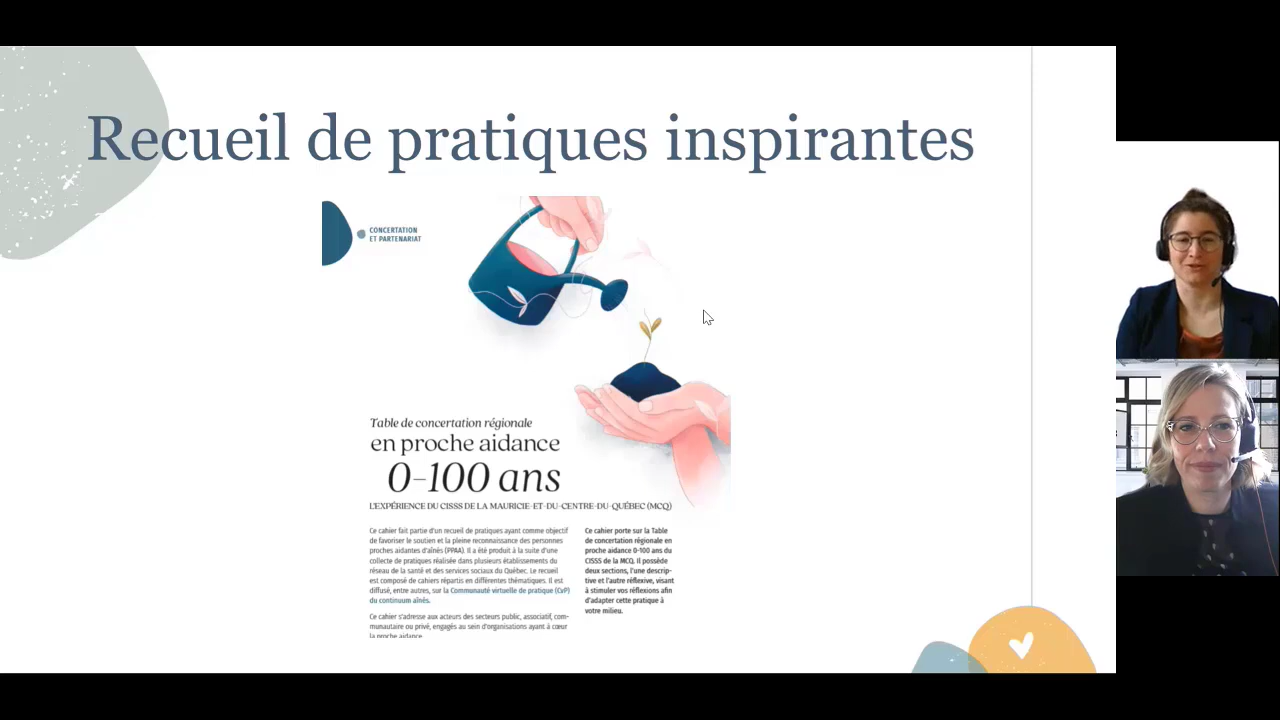 Recueil de pratiques inspirantes
CONCERTATION
ET PARTENARIAT
Table de concertation régionale
en proche aidance
0-100 ans
L'EXPÉRIENCE DU CISSS DE LA MAURICIE-ET-DU-CENTRE-DU-QUÉBEC (MCQ)
Ce cahier fait partie d'un recueil de pratiques ayant comme objectif
de favoriser le soutien et la pleine reconnaissance des personnes
proches aidantes d'aînés (PPAA). Il a été produit à la suite d'une
collecte de pratiques réalisée dans plusieurs établissements du
réseau de la santé et des services sociaux du Québec. Le recueil
est composé de cahiers répartis en différentes thématiques. Il est
diffusé, entre autres, sur la Communauté virtuelle de pratique (CvP)
du continuum aînés.
Ce cahier s'adresse aux acteurs des secteurs public, associatif, com-
munautaire ou privé, engagés au sein d'organisations ayant à cœur
la proche aidance.
Ce cahier porte sur la Table
de concertation régionale en
proche aidance 0-100 ans du
CISSS de la MCQ. Il possède
deux sections, l'une descrip-
tive et l'autre réflexive, visant
à stimuler vos réflexions afin
d'adapter cette pratique à
votre milieu.